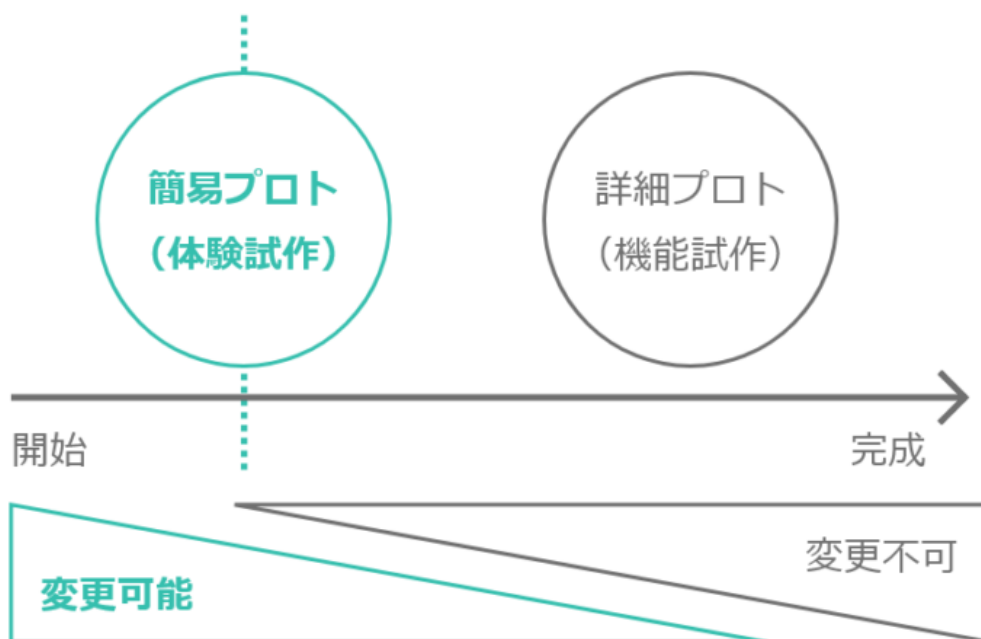 簡易プロト
（体験試作）
詳細プロト
（機能試作）
開始
完成
変更不可
変更可能